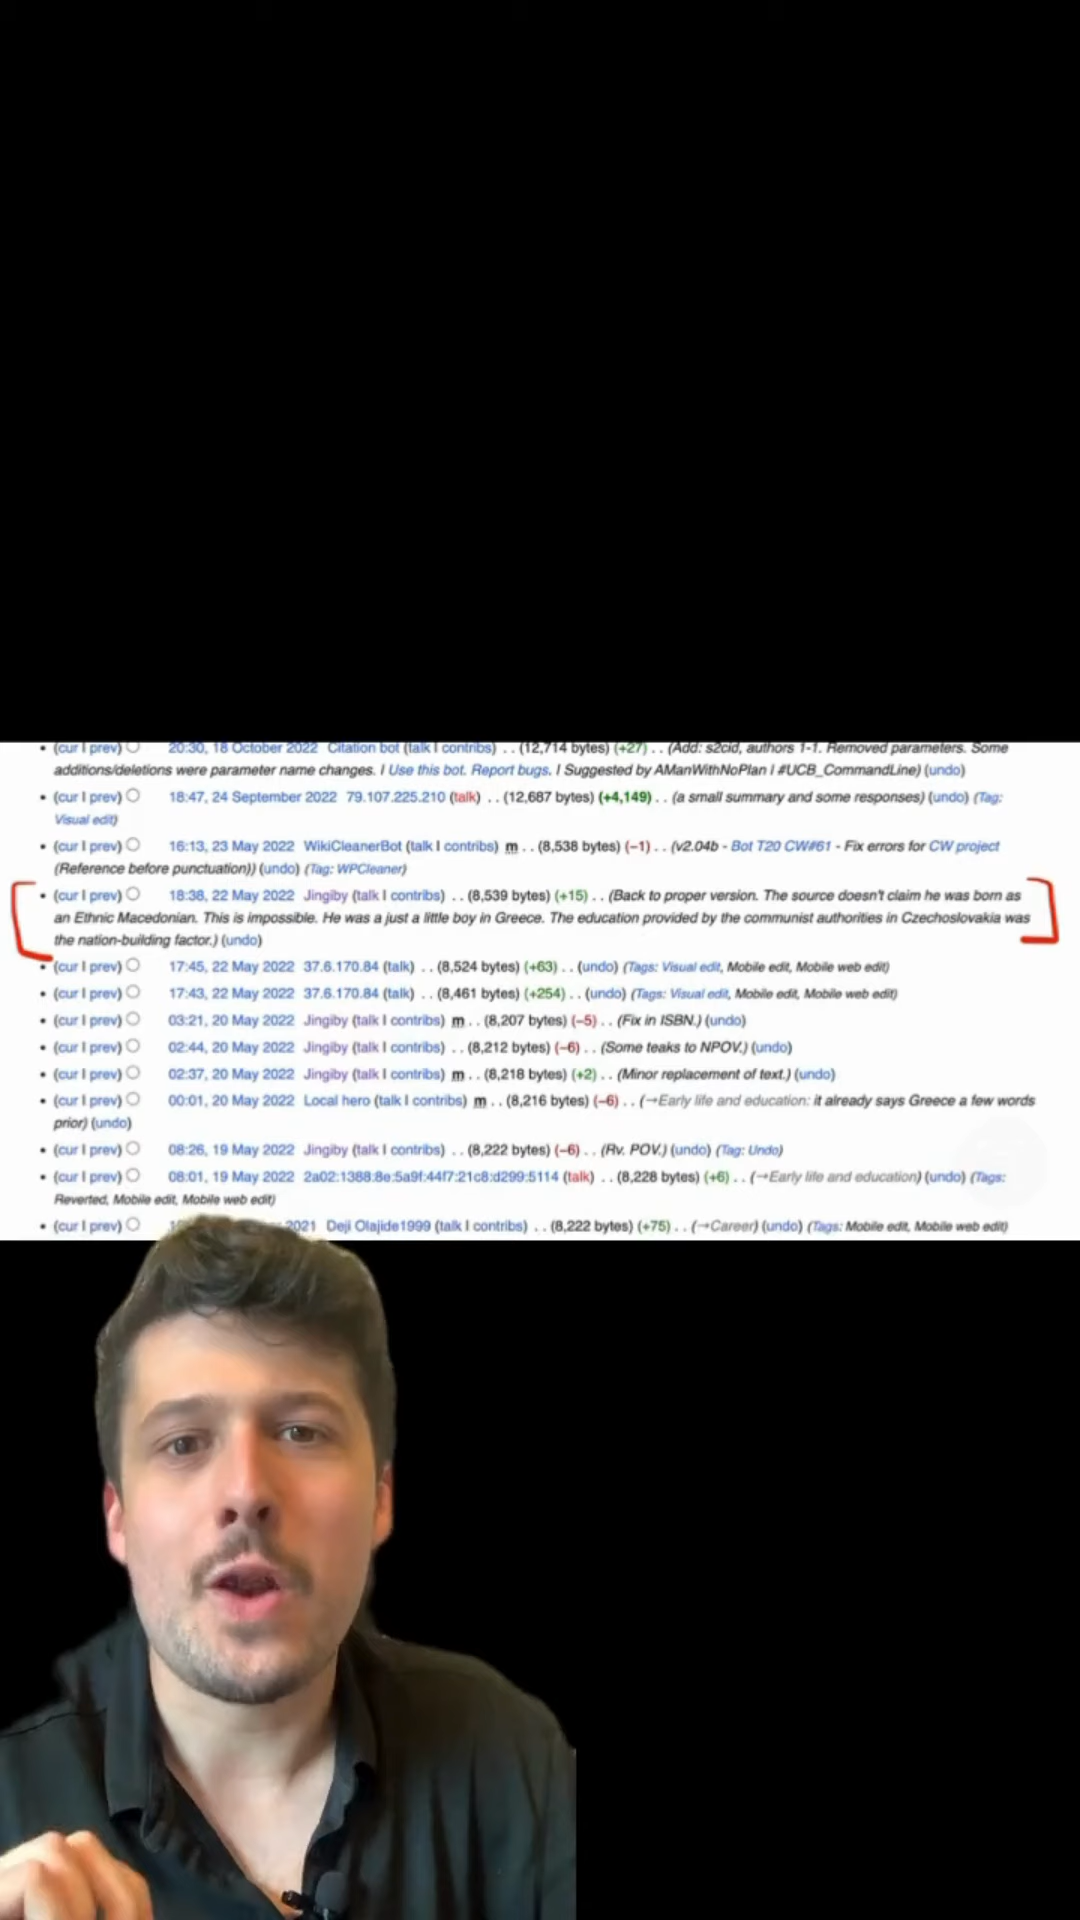 • (cur | prev) 20:30, 18 October 2022 Citation bot (talk | contribs) . . (12,714 bytes) (+27) . . (Add: s2cid, authors 1-1. Removed parameters. Some
additions/deletions were parameter name changes. | Use this bot. Report bugs. | Suggested by AManWithNoPlan | #UCB_CommandLine) (undo)
• (cur | prev) 18:47, 24 September 2022 79.107.225.210 (talk) . . (12,687 bytes) (+4,149) . . (a small summary and some responses) (undo) (Tag:
Visual edit)
• (cur | prev) 16:13, 23 May 2022 WikiCleanerBot (talk | contribs) m . . (8,538 bytes) (−1) . . (v2.04b - Bot T20 CW#61 - Fix errors for CW project
(Reference before punctuation)) (undo) (Tag: WPCleaner)
• (cur | prev) 18:38, 22 May 2022 Jingiby (talk | contribs) . . (8,539 bytes) (+15) . . (Back to proper version. The source doesn't claim he was born as
an Ethnic Macedonian. This is impossible. He was a just a little boy in Greece. The education provided by the communist authorities in Czechoslovakia was
the nation-building factor.) (undo)
• (cur | prev) 17:45, 22 May 2022 37.6.170.84 (talk) . . (8,524 bytes) (+63) . . (undo) (Tags: Visual edit, Mobile edit, Mobile web edit)
• (cur | prev) 17:43, 22 May 2022 37.6.170.84 (talk) . . (8,461 bytes) (+254) . . (undo) (Tags: Visual edit, Mobile edit, Mobile web edit)
• (cur | prev) 03:21, 20 May 2022 Jingiby (talk | contribs) m . . (8,207 bytes) (−5) . . (Fix in ISBN.) (undo)
• (cur | prev) 02:44, 20 May 2022 Jingiby (talk | contribs) . . (8,212 bytes) (−6) . . (Some teaks to NPOV.) (undo)
• (cur | prev) 02:37, 20 May 2022 Jingiby (talk | contribs) m . . (8,218 bytes) (+2) . . (Minor replacement of text.) (undo)
• (cur | prev) 00:01, 20 May 2022 Local hero (talk | contribs) m . . (8,216 bytes) (−6) . . (→Early life and education: it already says Greece a few words
prior) (undo)
• (cur | prev) 08:26, 19 May 2022 Jingiby (talk | contribs) . . (8,222 bytes) (−6) . . (Rv. POV.) (undo) (Tag: Undo)
• (cur | prev) 08:01, 19 May 2022 2a02:1388:8e:5a9f:44f7:21c8:d299:5114 (talk) . . (8,228 bytes) (+6) . . (→Early life and education) (undo) (Tags:
Reverted, Mobile edit, Mobile web edit)
• (cur | prev) 2021 Deji Olajide1999 (talk | contribs) . . (8,222 bytes) (+75) . . (→Career) (undo) (Tags: Mobile edit, Mobile web edit)